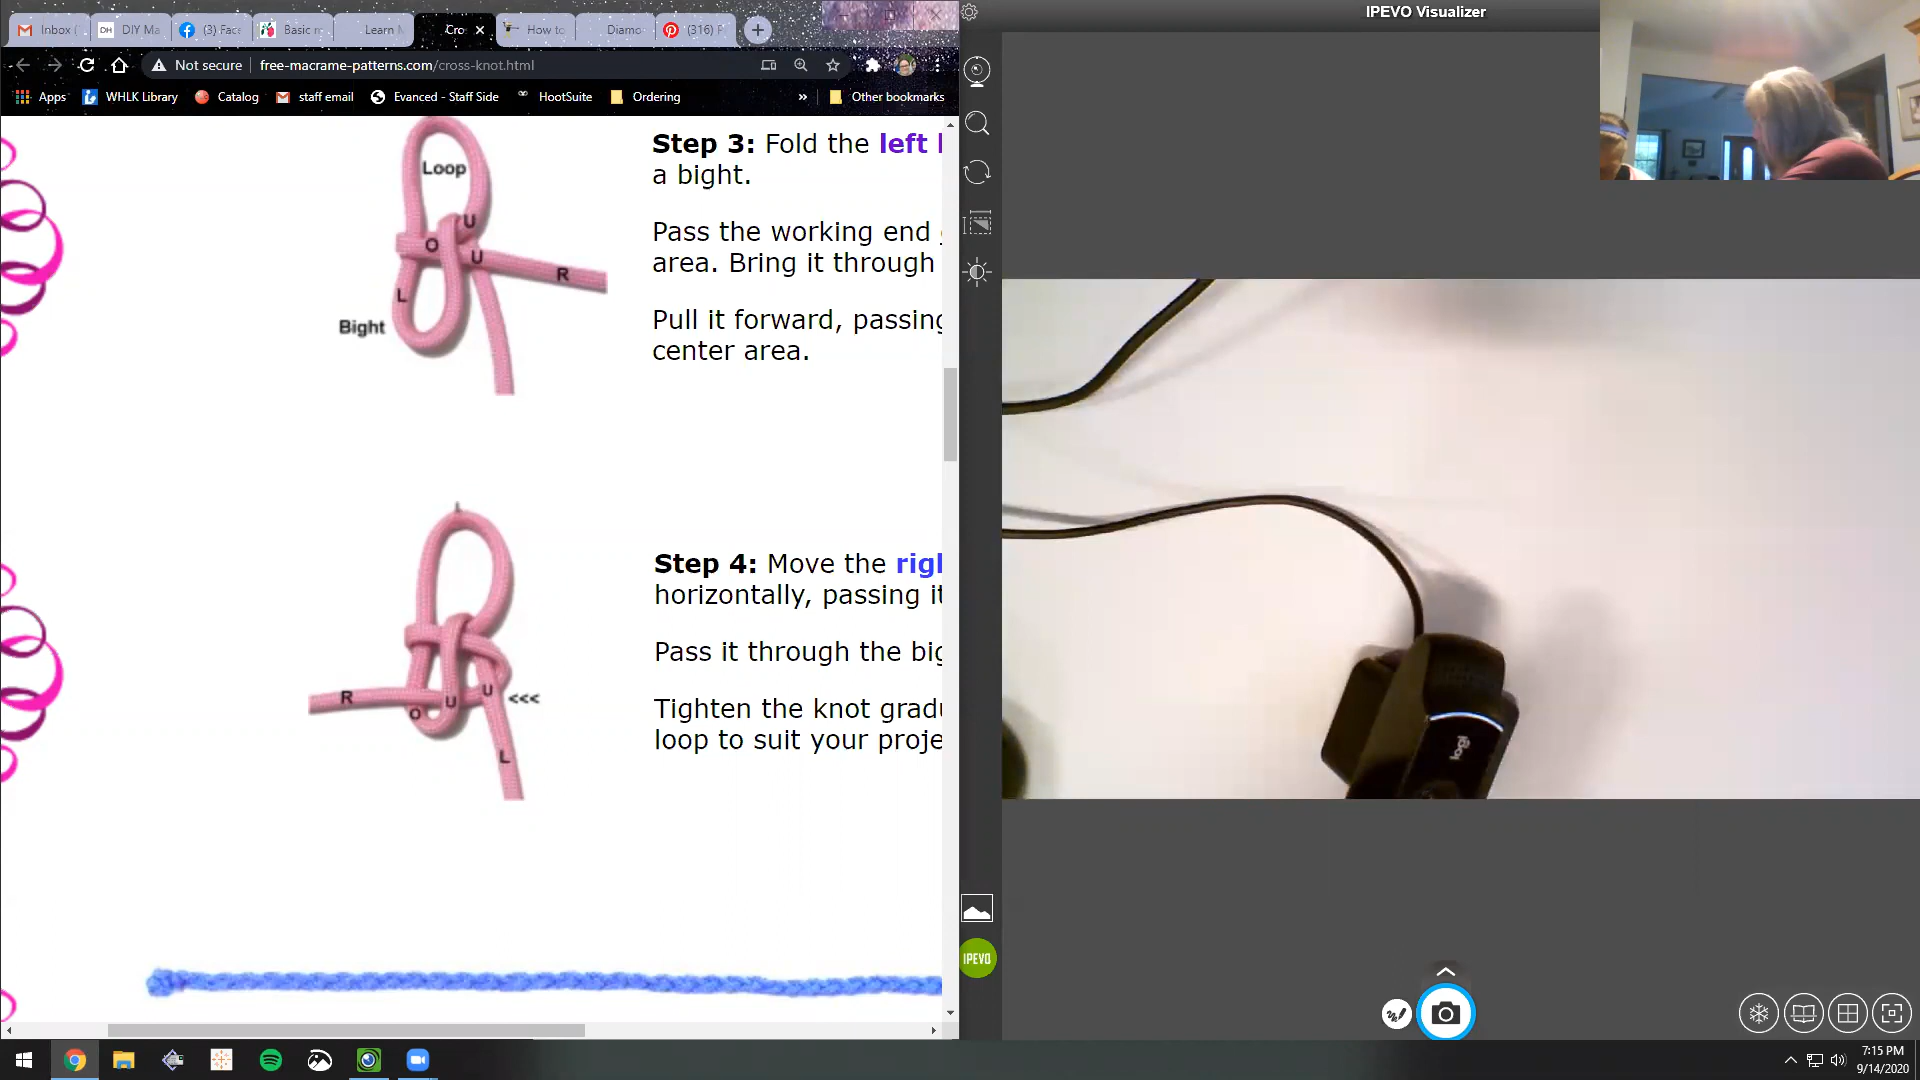 IPEVO Visualizer
Inbox (
DIY Ma
(3) Face
Basic
Learn
Cro
How to
Diamo
(316) P
Not secure
free-macrame-patterns.com/cross-knot.html
Apps
WHLK Library
Catalog
staff email
Evanced - Staff Side
HootSuite
Ordering
»
Other bookmarks
Loop
U
O
U
R
L
Bight
Step 3: Fold the left
a bight.
Pass the working end
area. Bring it through
Pull it forward, passing
center area.
R
O
U
U
<<<
L
Step 4: Move the righ
horizontally, passing it
Pass it through the big
Tighten the knot gradu
loop to suit your proje
logi
IPEVO
7:15 PM
9/14/2020